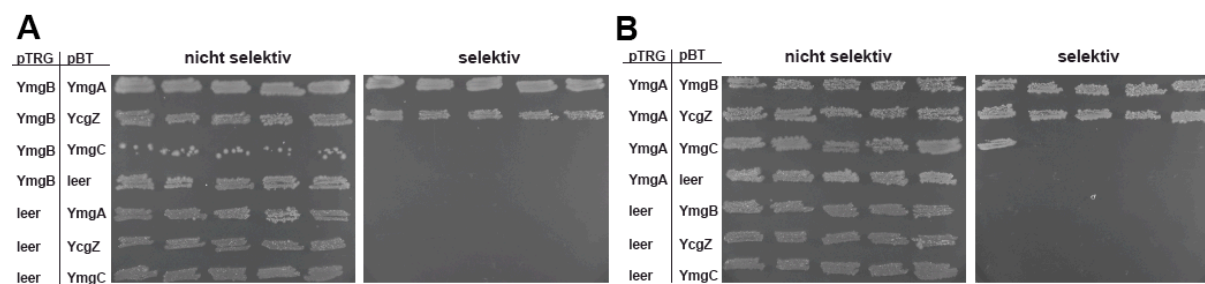 A
pTRG pBT nicht selektiv selektiv
YmgB YmgA
YmgB YcgZ
YmgB YmgC
YmgB leer
leer YmgA
leer YcgZ
leer YmgC
B
pTRG pBT nicht selektiv selektiv
YmgA YmgB
YmgA YcgZ
YmgA YmgC
YmgA leer
leer YmgB
leer YcgZ
leer YmgC